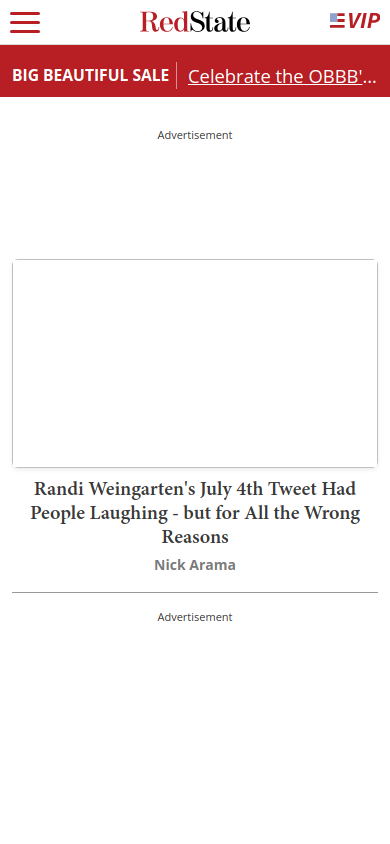 RedState
VIP
BIG BEAUTIFUL SALE
Celebrate the OBBB'...
Advertisement
Randi Weingarten's July 4th Tweet Had
People Laughing - but for All the Wrong
Reasons
Nick Arama
Advertisement